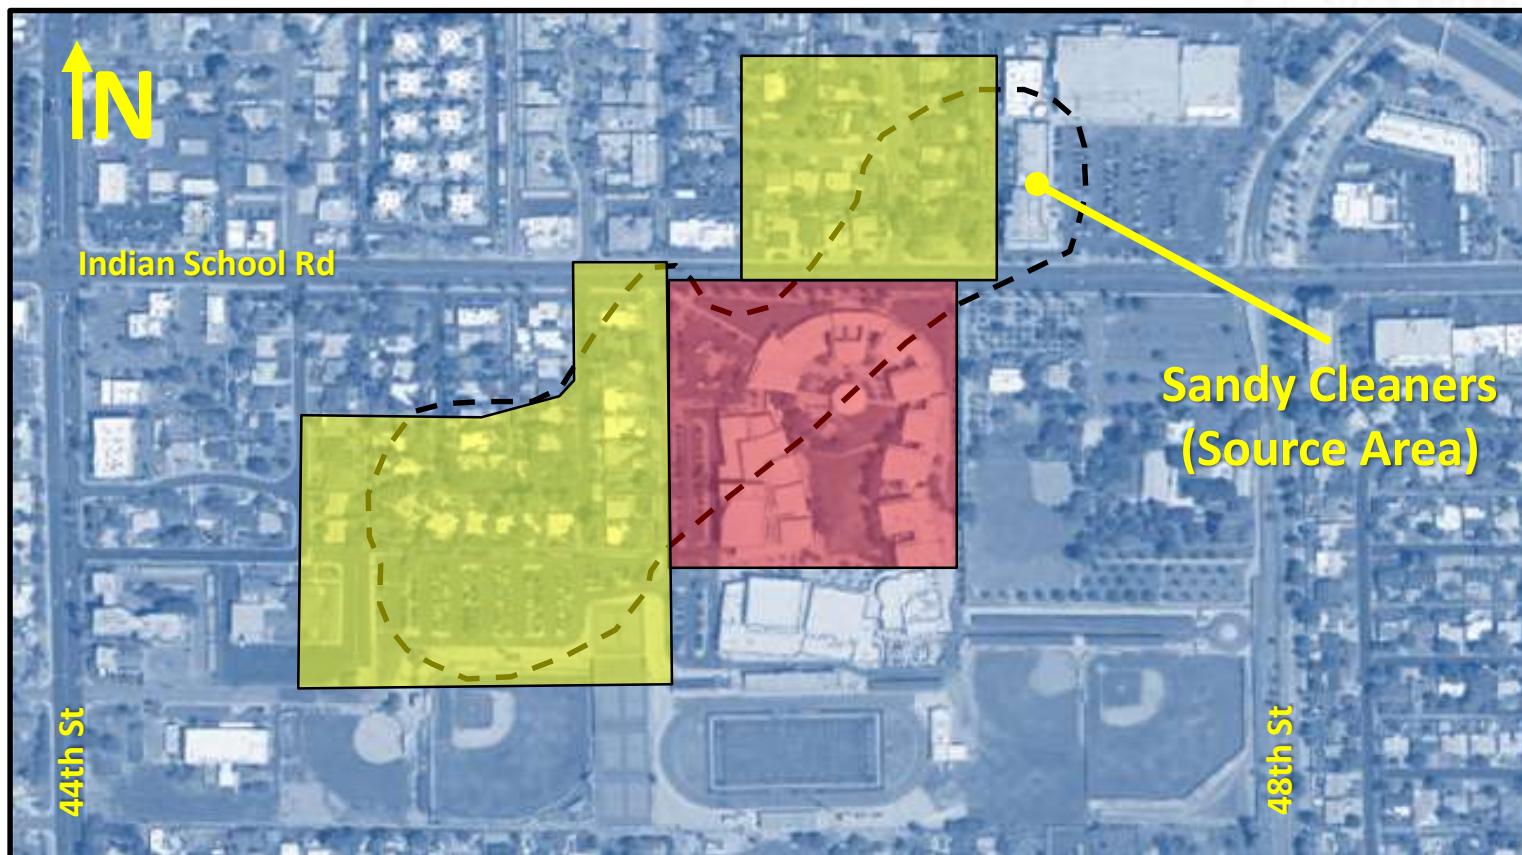 N
Indian School Rd
Sandy Cleaners
(Source Area)
44th St
48th St